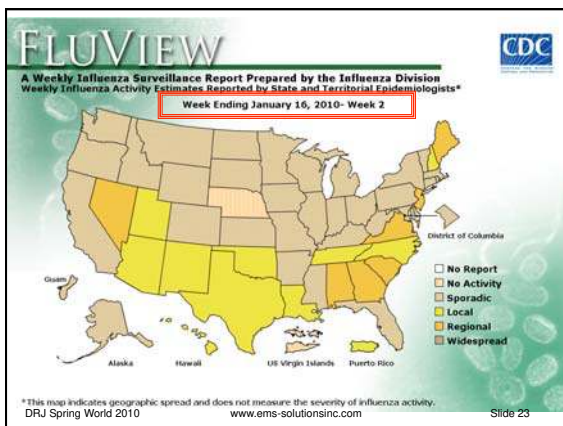 FLUVIEW
CDC
A Weekly Influenza Surveillance Report Prepared by the Influenza Division
Weekly Influenza Activity Estimates Reported by State and Territorial Epidemiologists*
Week Ending January 16, 2010- Week 2
District of Columbia
No Report
No Activity
Sporadic
Local
Regional
Widespread
Guam
Alaska
Hawaii
US Virgin Islands
Puerto Rico
*This map indicates geographic spread and does not measure the severity of influenza activity.
DRJ Spring World 2010
www.ems-solutionsinc.com
Slide 23